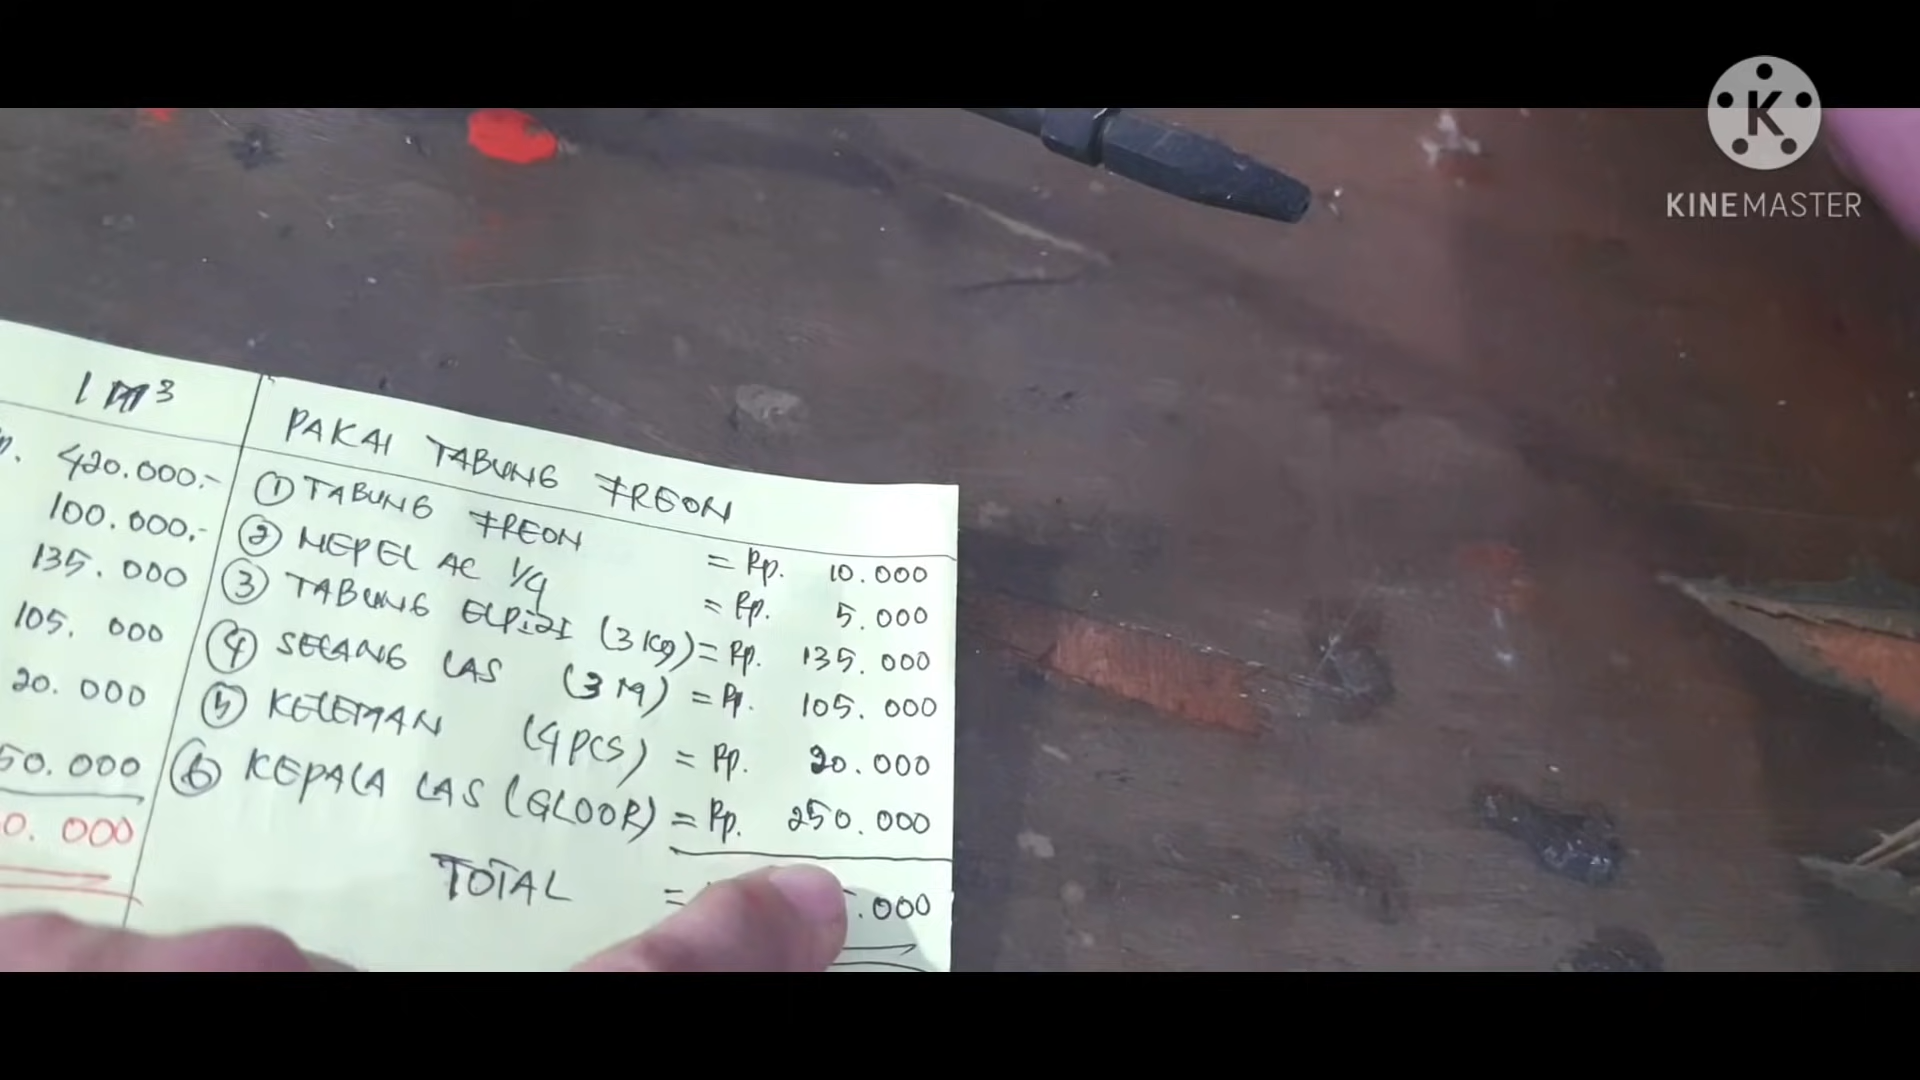 KINEMASTER
1 M³
420.000.-
100.000.-
135.000
105.000
20.000
50.000
0.000
PAKAI TABUNG FREON
① TABUNG FREON = Rp. 10.000
② NEPEL AC 1/4 = Rp. 5.000
③ TABUNG ELPIZI (3 Kg) = Rp. 135.000
④ SELANG LAS (3 M) = Rp. 105.000
⑤ KELEMAN (4 PCS) = Rp. 20.000
⑥ KEPALA LAS (GLOOR) = Rp. 250.000
TOTAL = .000